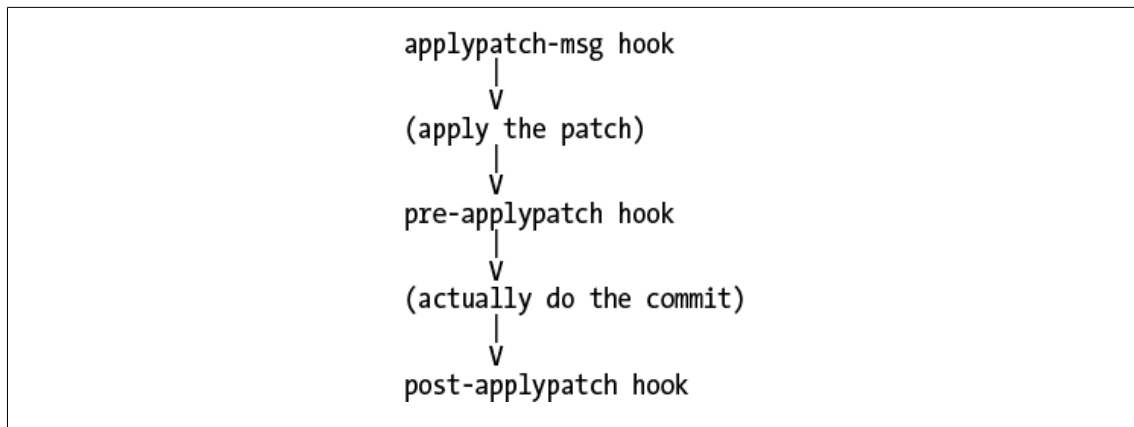 applypatch-msg hook
|
V
(apply the patch)
|
V
pre-applypatch hook
|
V
(actually do the commit)
|
V
post-applypatch hook